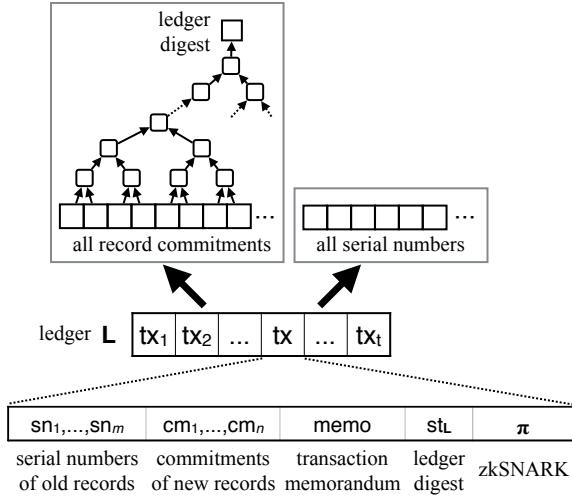 ledger
digest
...
all record commitments
...
all serial numbers
ledger L tx₁ tx₂ ... tx ... txₜ
sn₁,...,snₘ cm₁,...,cmₙ memo st_L π
serial numbers commitments transaction ledger zkSNARK
of old records of new records memorandum digest